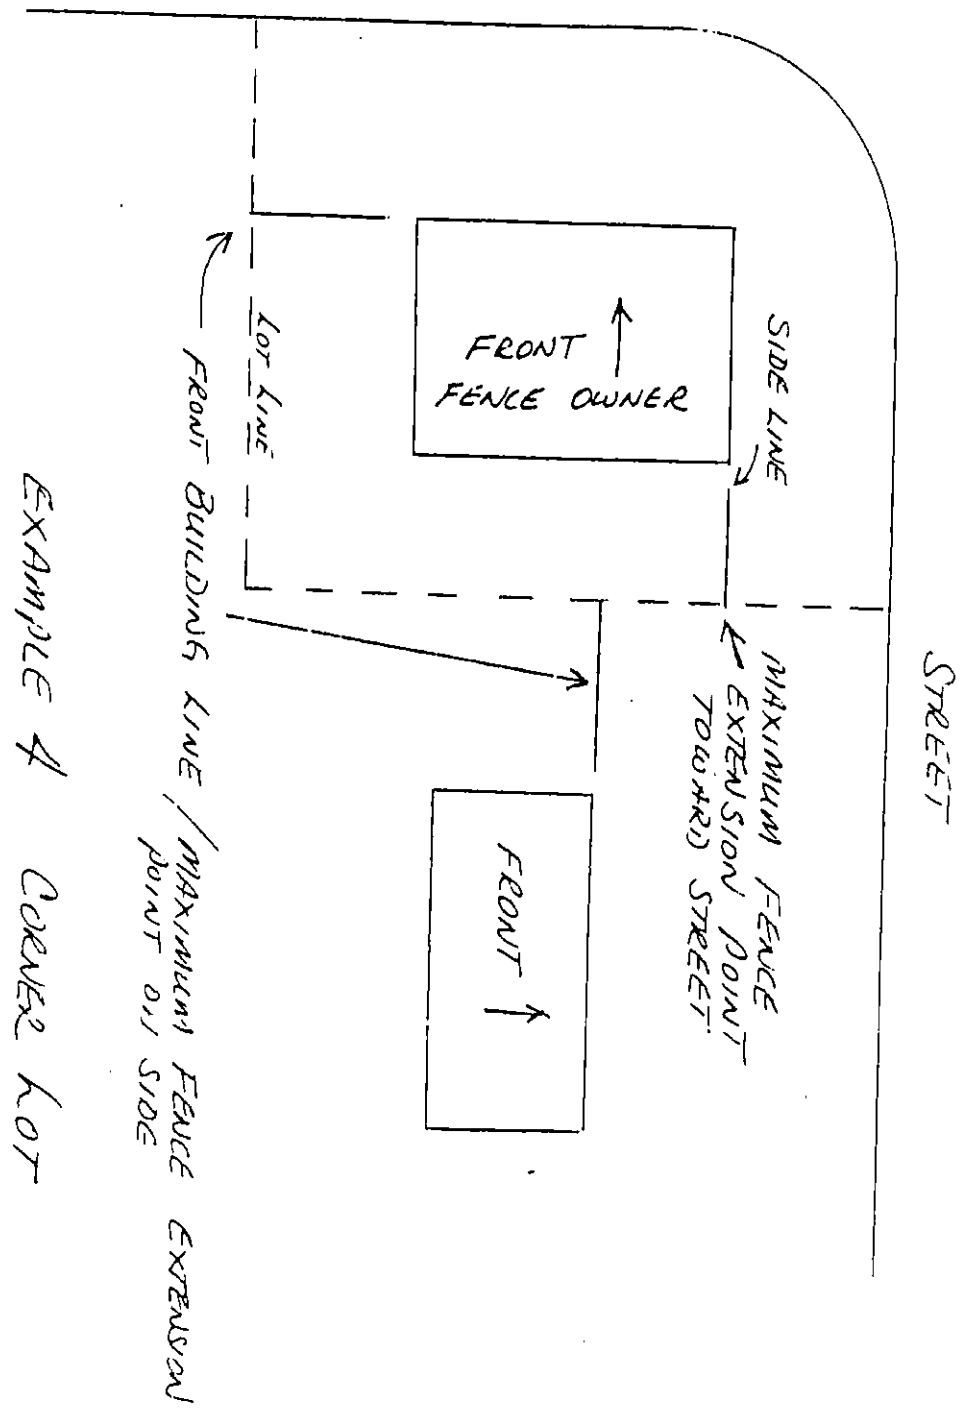 STREET
SIDE LINE
MAXIMUM FENCE
EXTENSION POINT
TOWARD STREET
FRONT
FENCE OWNER
FRONT
LOT LINE
FRONT BUILDING LINE / MAXIMUM FENCE EXTENSION
POINT ON SIDE
EXAMPLE 4 CORNER LOT